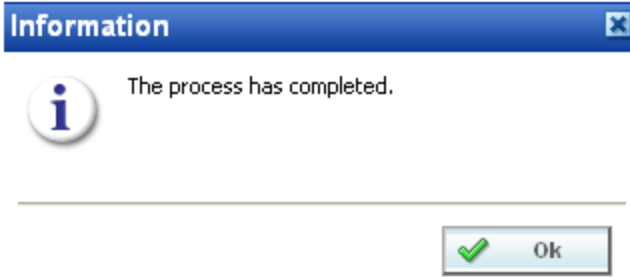 Information
The process has completed.
Ok